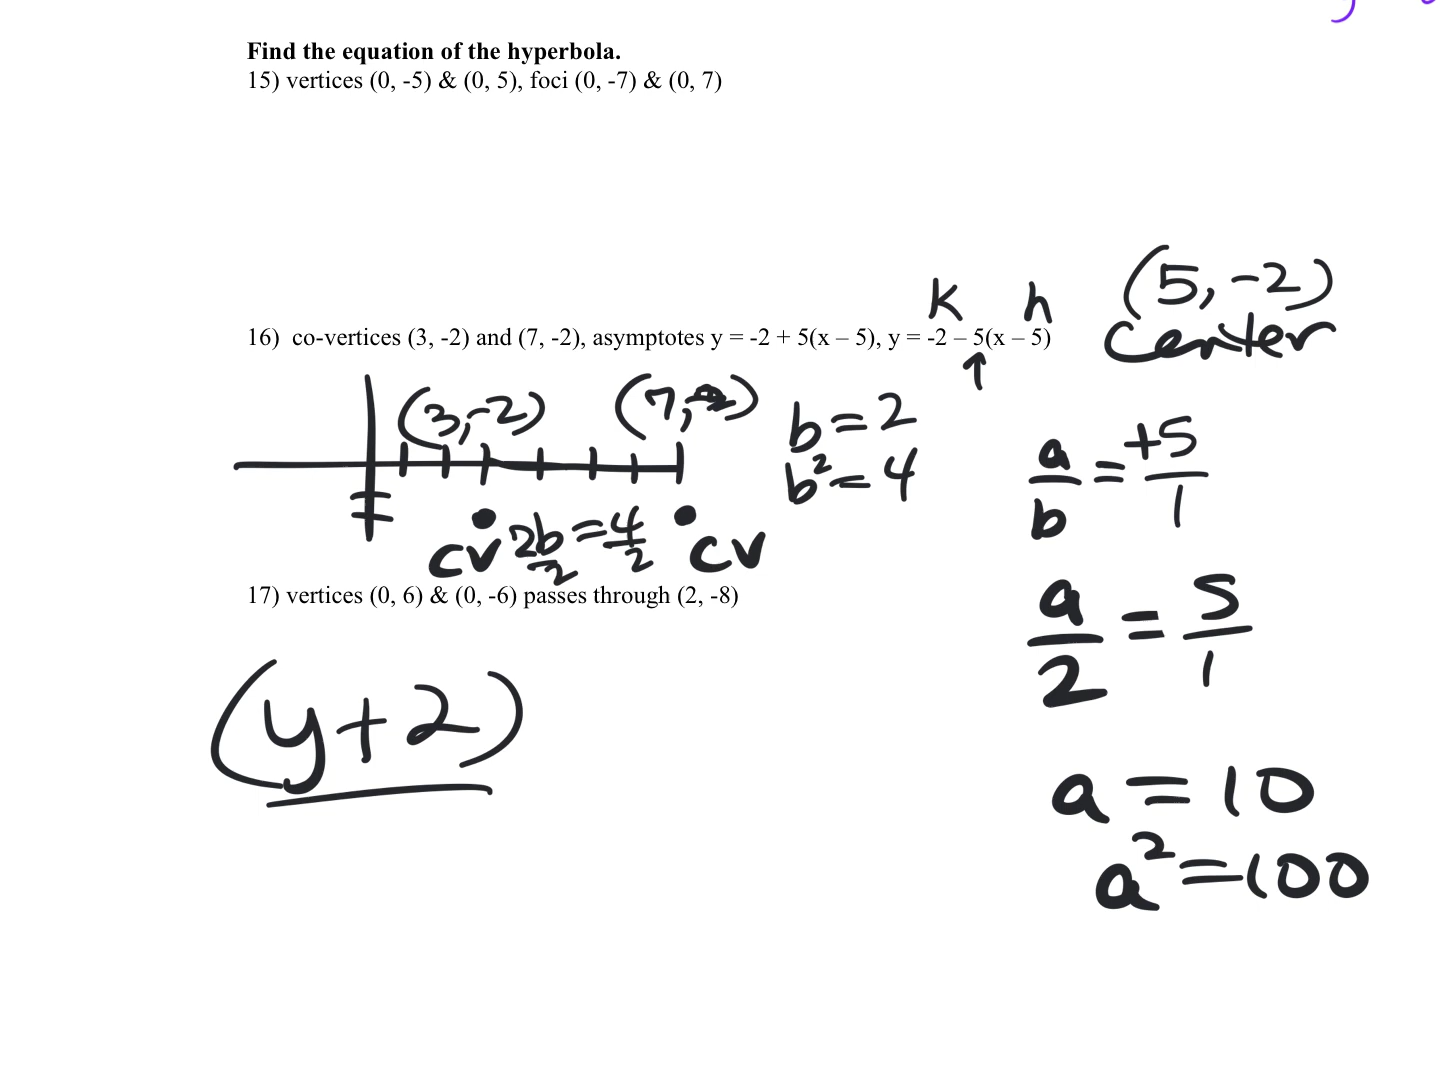 Find the equation of the hyperbola.
15) vertices (0, -5) & (0, 5), foci (0, -7) & (0, 7)
k h (5, -2)
16) co-vertices (3, -2) and (7, -2), asymptotes y = -2 + 5(x – 5), y = -2 – 5(x – 5)
center
(3, -2) (7, -2)
b = 2
b² = 4
a/b = +5/1
cv 2b/2 = 4/2 cv
17) vertices (0, 6) & (0, -6) passes through (2, -8)
a/2 = 5/1
(y+2)
a = 10
a² = 100